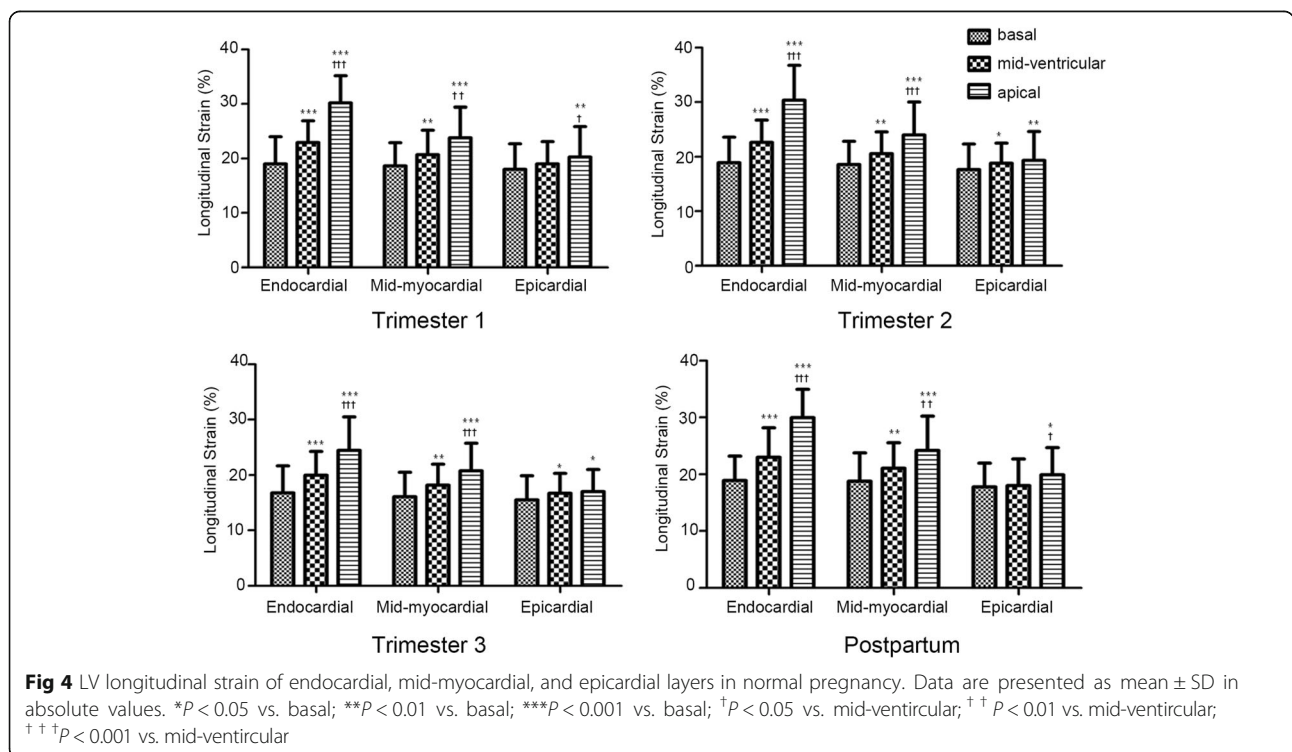 40
30
20
10
0
Longitudinal Strain (%)
***
***
†††
**
***
††
**
†
Endocardial Mid-myocardial Epicardial
Trimester 1
basal
mid-ventricular
apical
40
30
20
10
0
Longitudinal Strain (%)
***
***
†††
**
***
†††
*
**
Endocardial Mid-myocardial Epicardial
Trimester 2
40
30
20
10
0
Longitudinal Strain (%)
***
***
†††
**
***
†††
*
*
Endocardial Mid-myocardial Epicardial
Trimester 3
40
30
20
10
0
Longitudinal Strain (%)
***
***
†††
**
***
††
*
†
Endocardial Mid-myocardial Epicardial
Postpartum
Fig 4 LV longitudinal strain of endocardial, mid-myocardial, and epicardial layers in normal pregnancy. Data are presented as mean ± SD in
absolute values. *P < 0.05 vs. basal; **P < 0.01 vs. basal; ***P < 0.001 vs. basal; †P < 0.05 vs. mid-ventircular; † † P < 0.01 vs. mid-ventircular;
† † †P < 0.001 vs. mid-ventircular